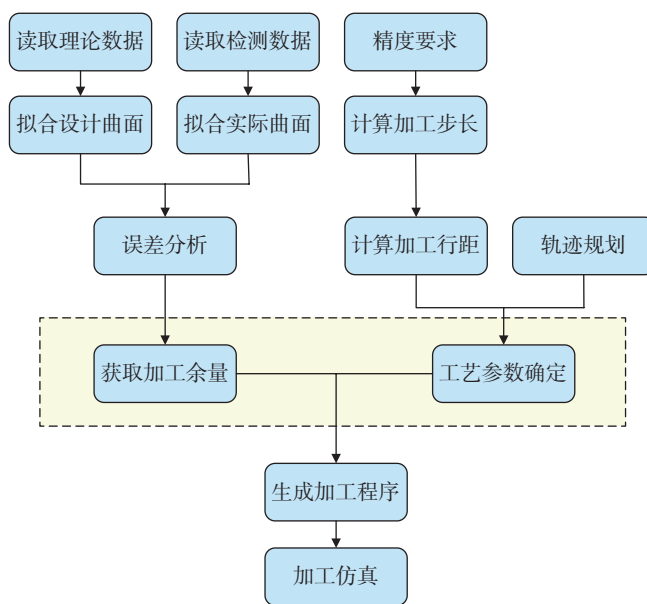 读取理论数据
读取检测数据
精度要求
拟合设计曲面
拟合实际曲面
计算加工步长
误差分析
计算加工行距
轨迹规划
获取加工余量
工艺参数确定
生成加工程序
加工仿真